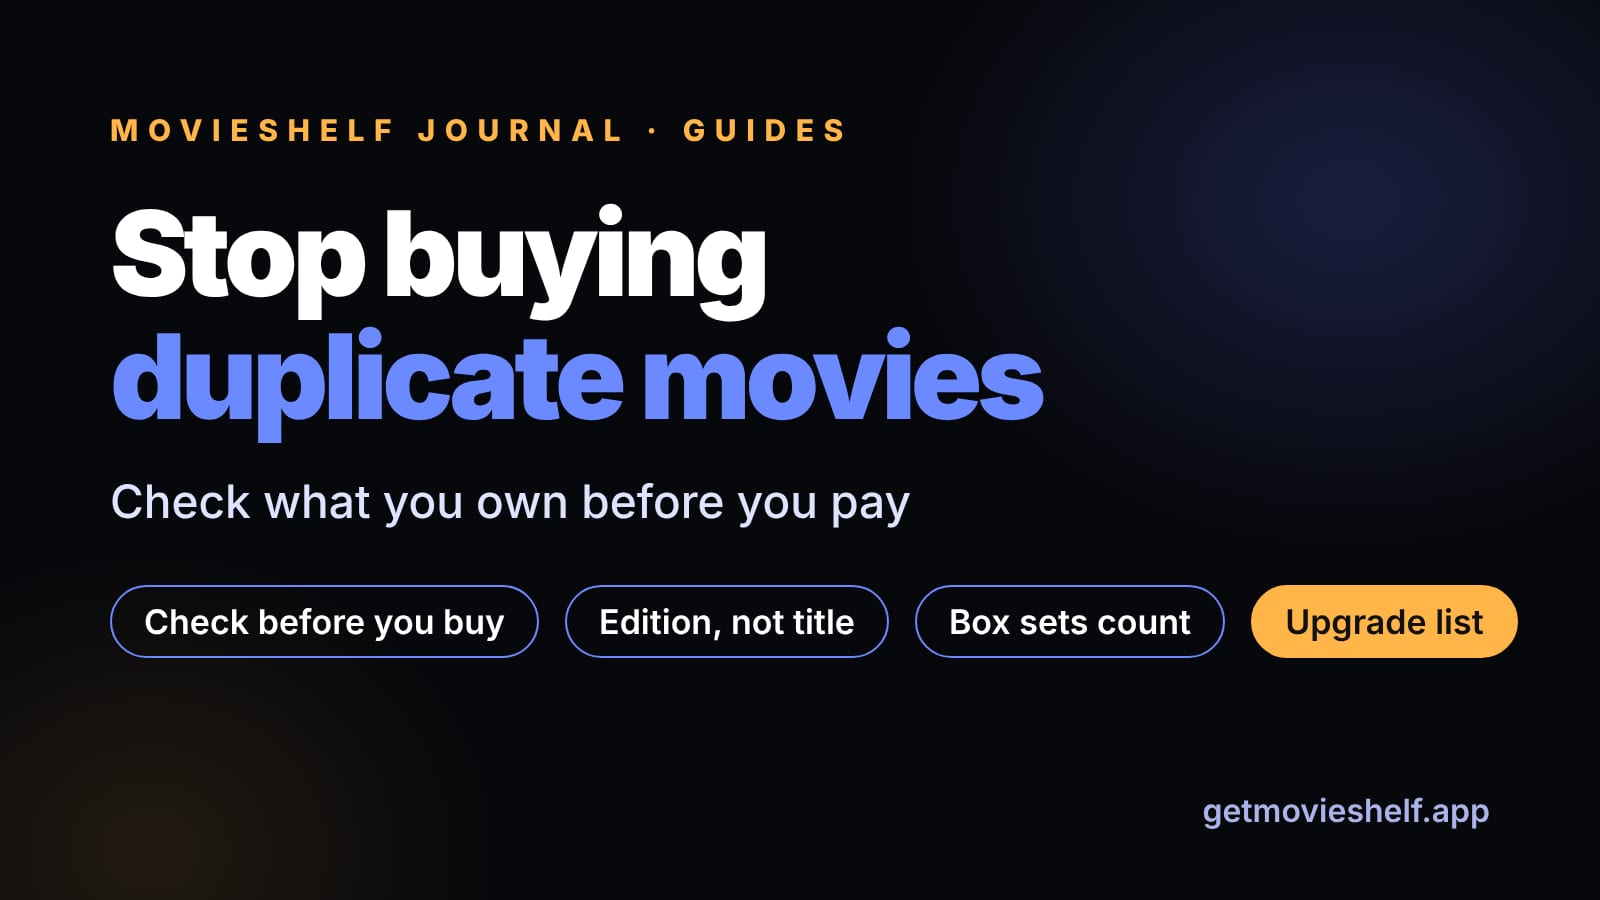 MOVIESHELF JOURNAL · GUIDES
Stop buying
duplicate movies
Check what you own before you pay
Check before you buy
Edition, not title
Box sets count
Upgrade list
getmovieshelf.app